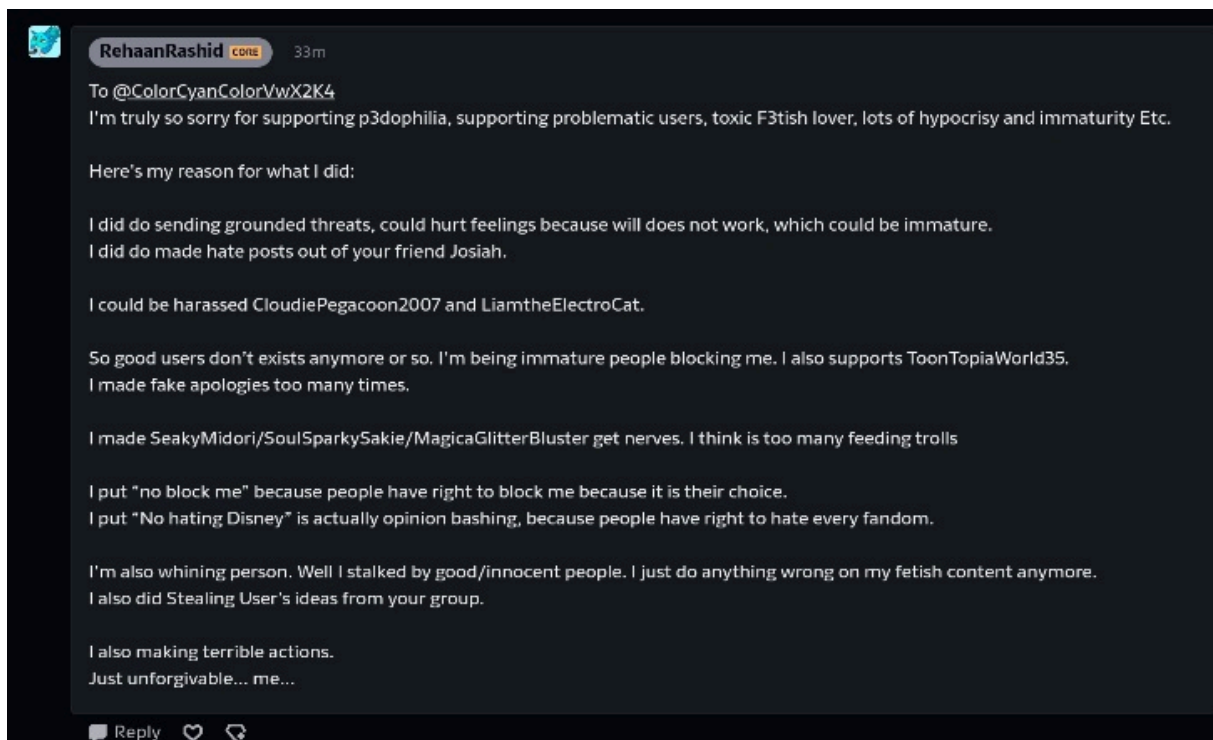 RehaanRashid CORE 33m
To @ColorCyanColorVwX2K4
I'm truly so sorry for supporting p3dophilia, supporting problematic users, toxic F3tish lover, lots of hypocrisy and immaturity Etc.
Here's my reason for what I did:
I did do sending grounded threats, could hurt feelings because will does not work, which could be immature.
I did do made hate posts out of your friend Josiah.
I could be harassed CloudiePegacoon2007 and LiamtheElectroCat.
So good users don't exists anymore or so. I'm being immature people blocking me. I also supports ToonTopiaWorld35.
I made fake apologies too many times.
I made SeakyMidori/SoulSparkySakie/MagicaGlitterBluster get nerves. I think is too many feeding trolls
I put “no block me” because people have right to block me because it is their choice.
I put “No hating Disney” is actually opinion bashing, because people have right to hate every fandom.
I'm also whining person. Well I stalked by good/innocent people. I just do anything wrong on my fetish content anymore.
I also did Stealing User's ideas from your group.
I also making terrible actions.
Just unforgivable... me...
Reply